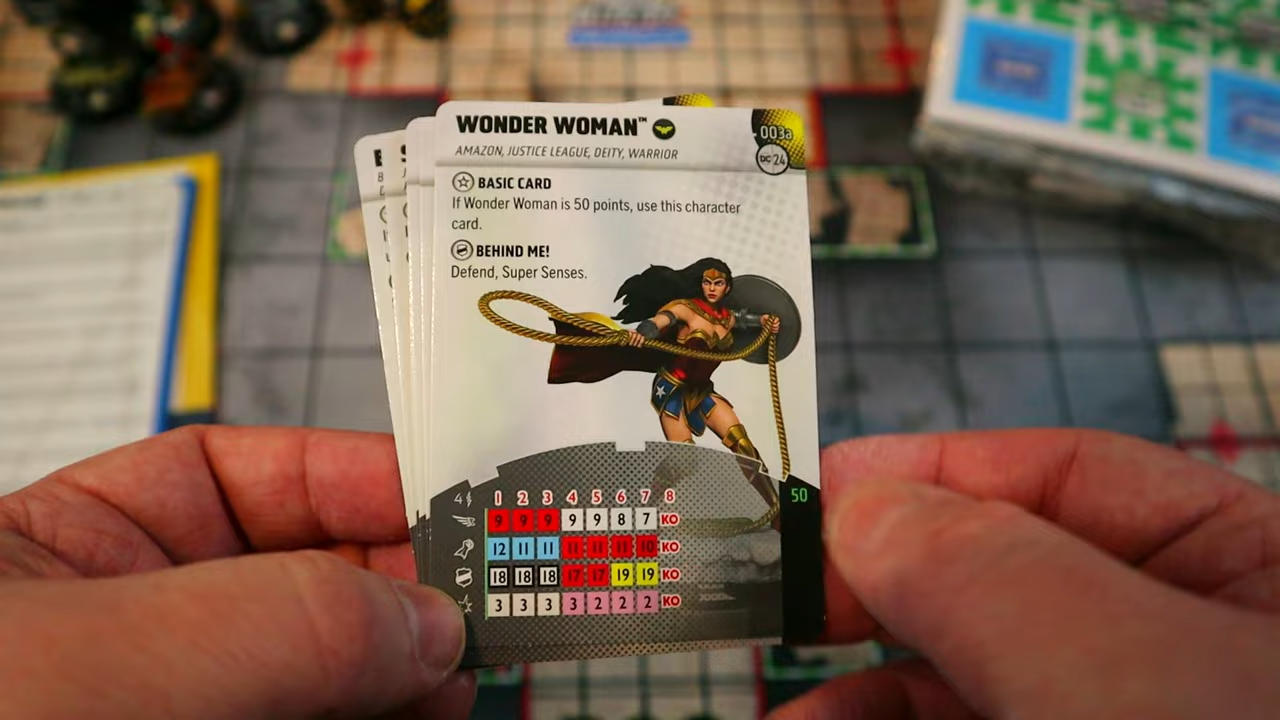 WONDER WOMAN™
003a
AMAZON, JUSTICE LEAGUE, DEITY, WARRIOR
DC 24
BASIC CARD
If Wonder Woman is 50 points, use this character
card.
BEHIND ME!
Defend, Super Senses.
50
4 1 2 3 4 5 6 7 8
9 9 9 9 9 8 7 KO
12 11 11 11 11 11 10 KO
18 18 18 17 17 19 19 KO
3 3 3 3 2 2 2 KO